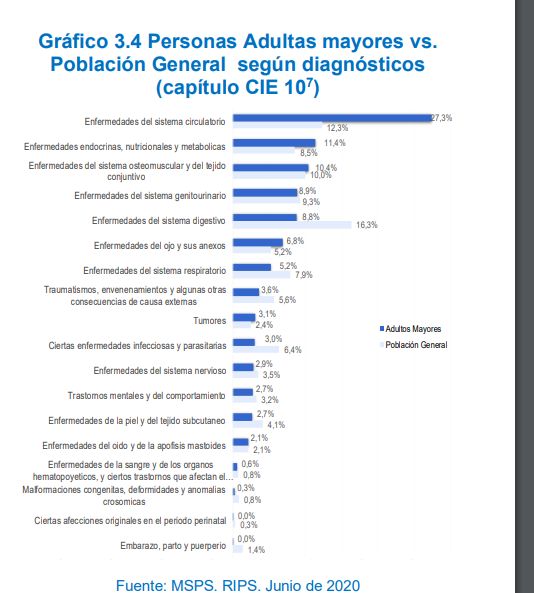 Gráfico 3.4 Personas Adultas mayores vs.
Población General según diagnósticos
(capítulo CIE 10⁷)
Enfermedades del sistema circulatorio
27,3%
12,3%
Enfermedades endocrinas, nutricionales y metabolicas
11,4%
8,5%
Enfermedades del sistema osteomuscular y del tejido
conjuntivo
10,4%
10,0%
Enfermedades del sistema genitourinario
8,9%
9,3%
Enfermedades del sistema digestivo
8,8%
16,3%
Enfermedades del ojo y sus anexos
6,8%
5,2%
Enfermedades del sistema respiratorio
5,2%
7,9%
Traumatismos, envenenamientos y algunas otras
consecuencias de causa externas
3,6%
5,6%
Tumores
3,1%
2,4%
Ciertas enfermedades infecciosas y parasitarias
3,0%
6,4%
Enfermedades del sistema nervioso
2,9%
3,5%
Trastornos mentales y del comportamiento
2,7%
3,2%
Enfermedades de la piel y del tejido subcutaneo
2,7%
4,1%
Enfermedades del oido y de la apofisis mastoides
2,1%
2,1%
Enfermedades de la sangre y de los organos
hematopoyeticos, y ciertos trastornos que afectan el…
0,6%
0,8%
Malformaciones congenitas, deformidades y anomalias
crosomicas
0,3%
0,8%
Ciertas afecciones originales en el periodo perinatal
0,0%
0,3%
Embarazo, parto y puerperio
0,0%
1,4%
Adultos Mayores
Población General
Fuente: MSPS. RIPS. Junio de 2020